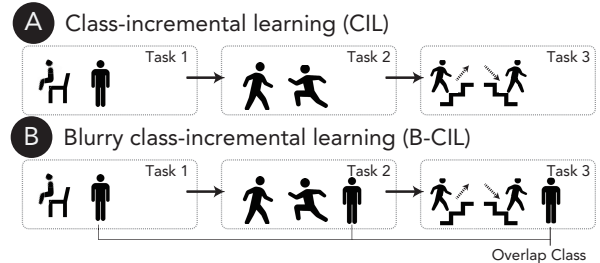 A Class-incremental learning (CIL)
Task 1 Task 2 Task 3
B Blurry class-incremental learning (B-CIL)
Task 1 Task 2 Task 3
Overlap Class